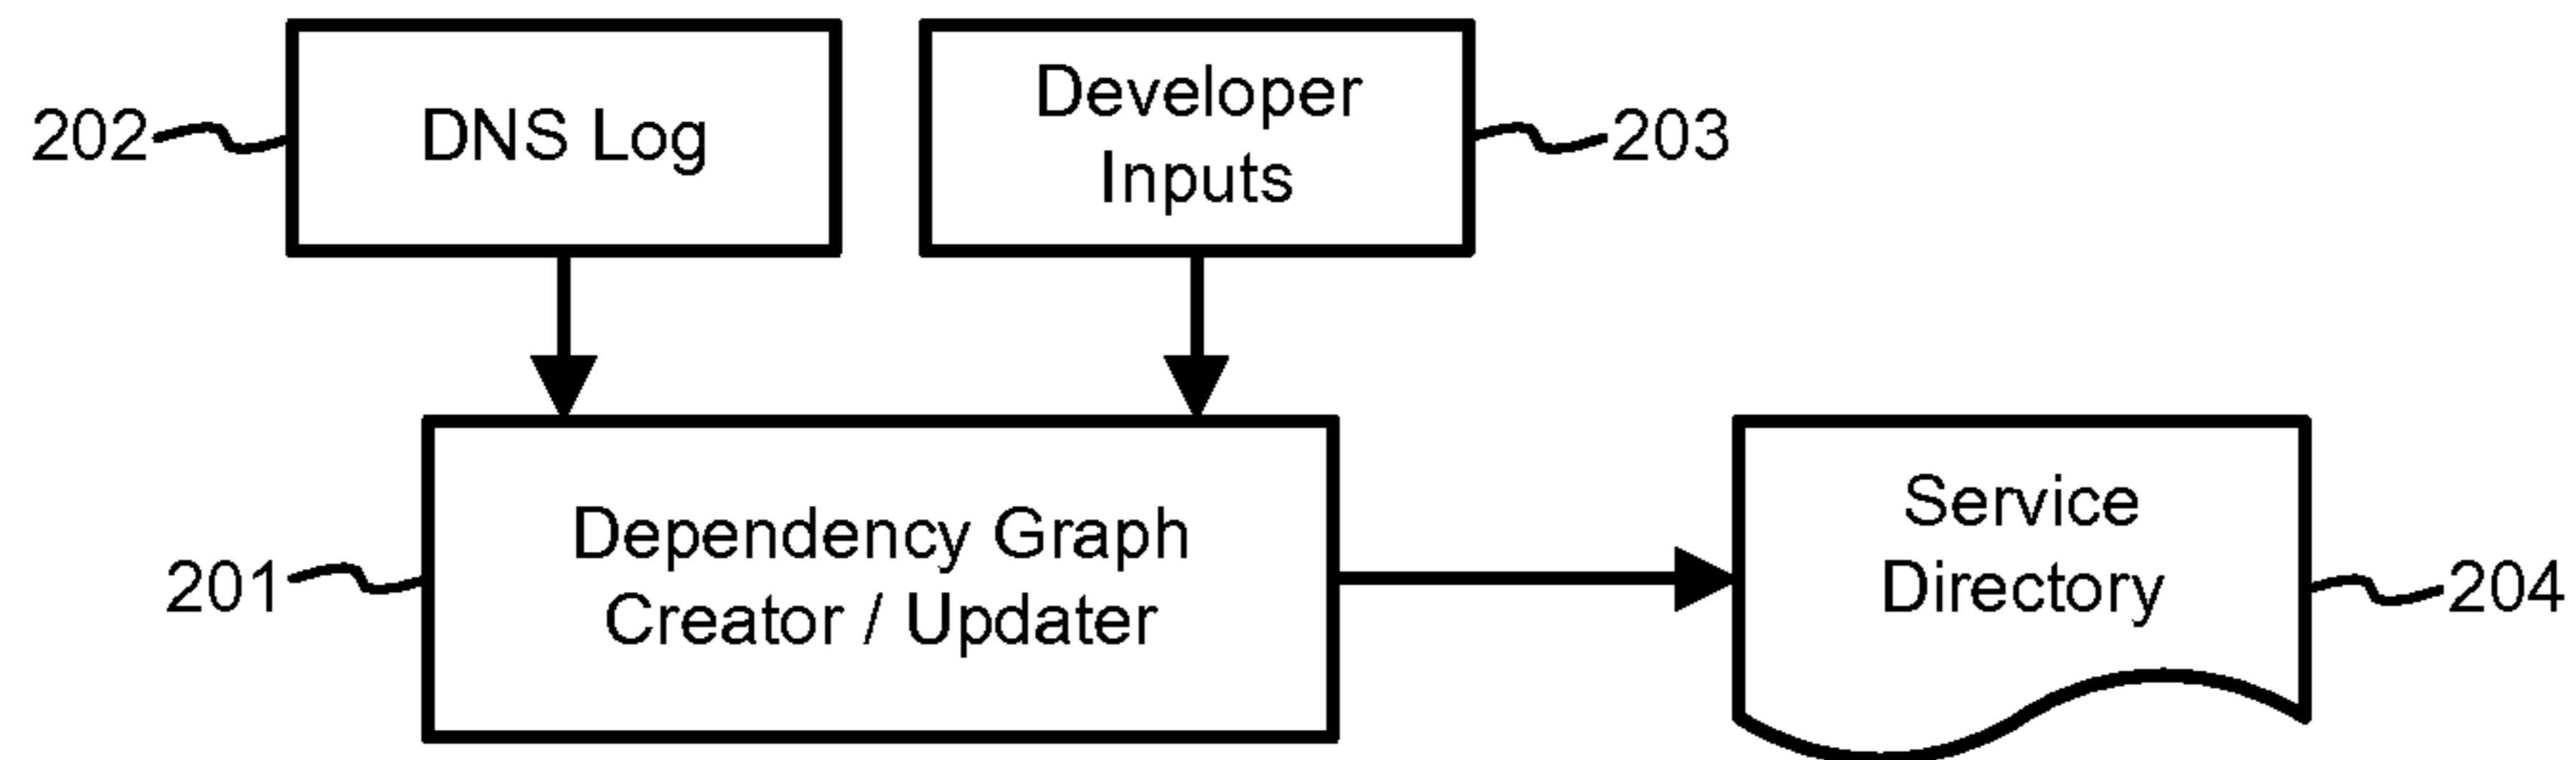 202
DNS Log
Developer
Inputs
203
201
Dependency Graph
Creator / Updater
Service
Directory
204